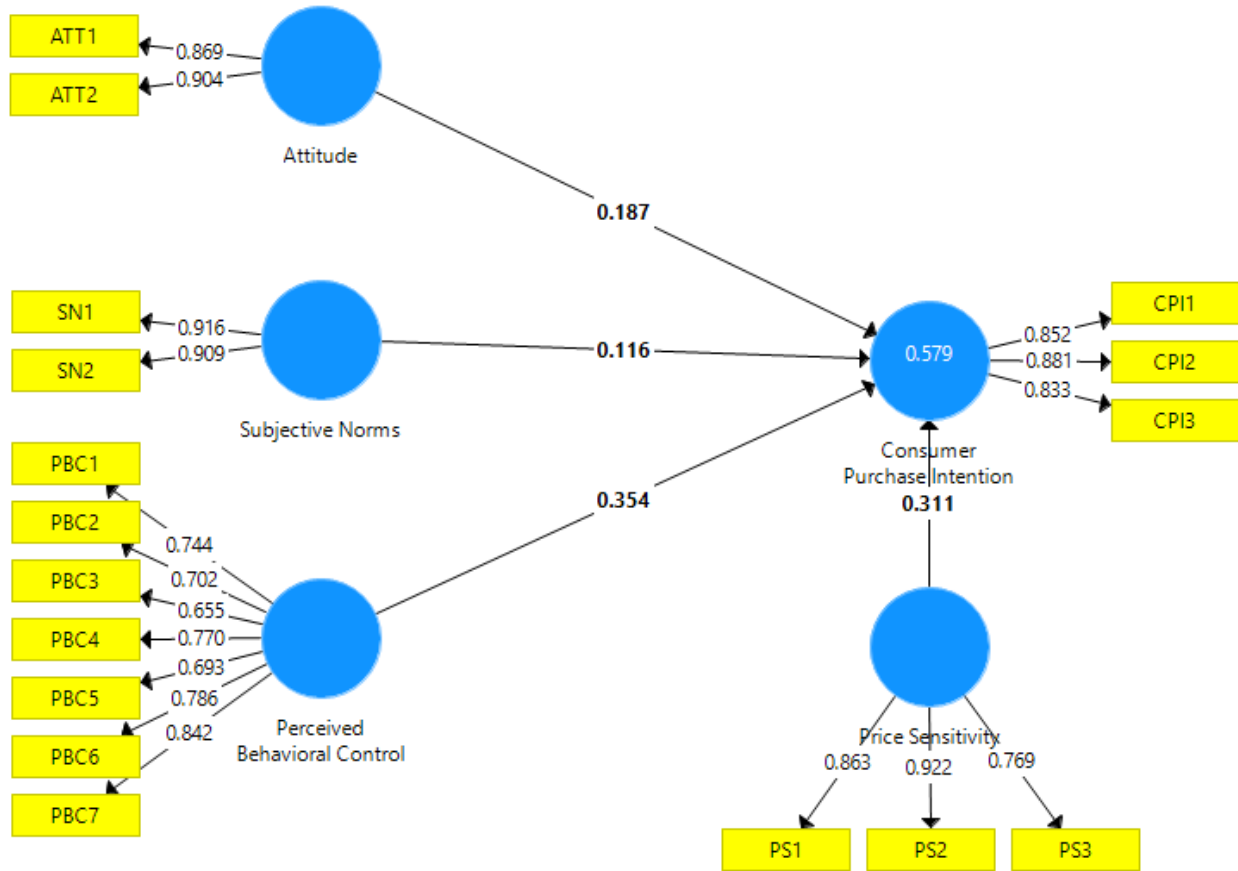 ATT1
0.869
0.904
ATT2
Attitude
0.187
SN1
0.916
SN2
0.909
Subjective Norms
0.116
0.579
Consumer
Purchase Intention
0.852
CPI1
0.881
CPI2
0.833
CPI3
PBC1
0.744
PBC2
0.702
PBC3
0.655
PBC4
0.770
PBC5
0.693
PBC6
0.786
PBC7
0.842
Perceived
Behavioral Control
0.354
0.311
Price Sensitivity
0.863
0.922
0.769
PS1
PS2
PS3